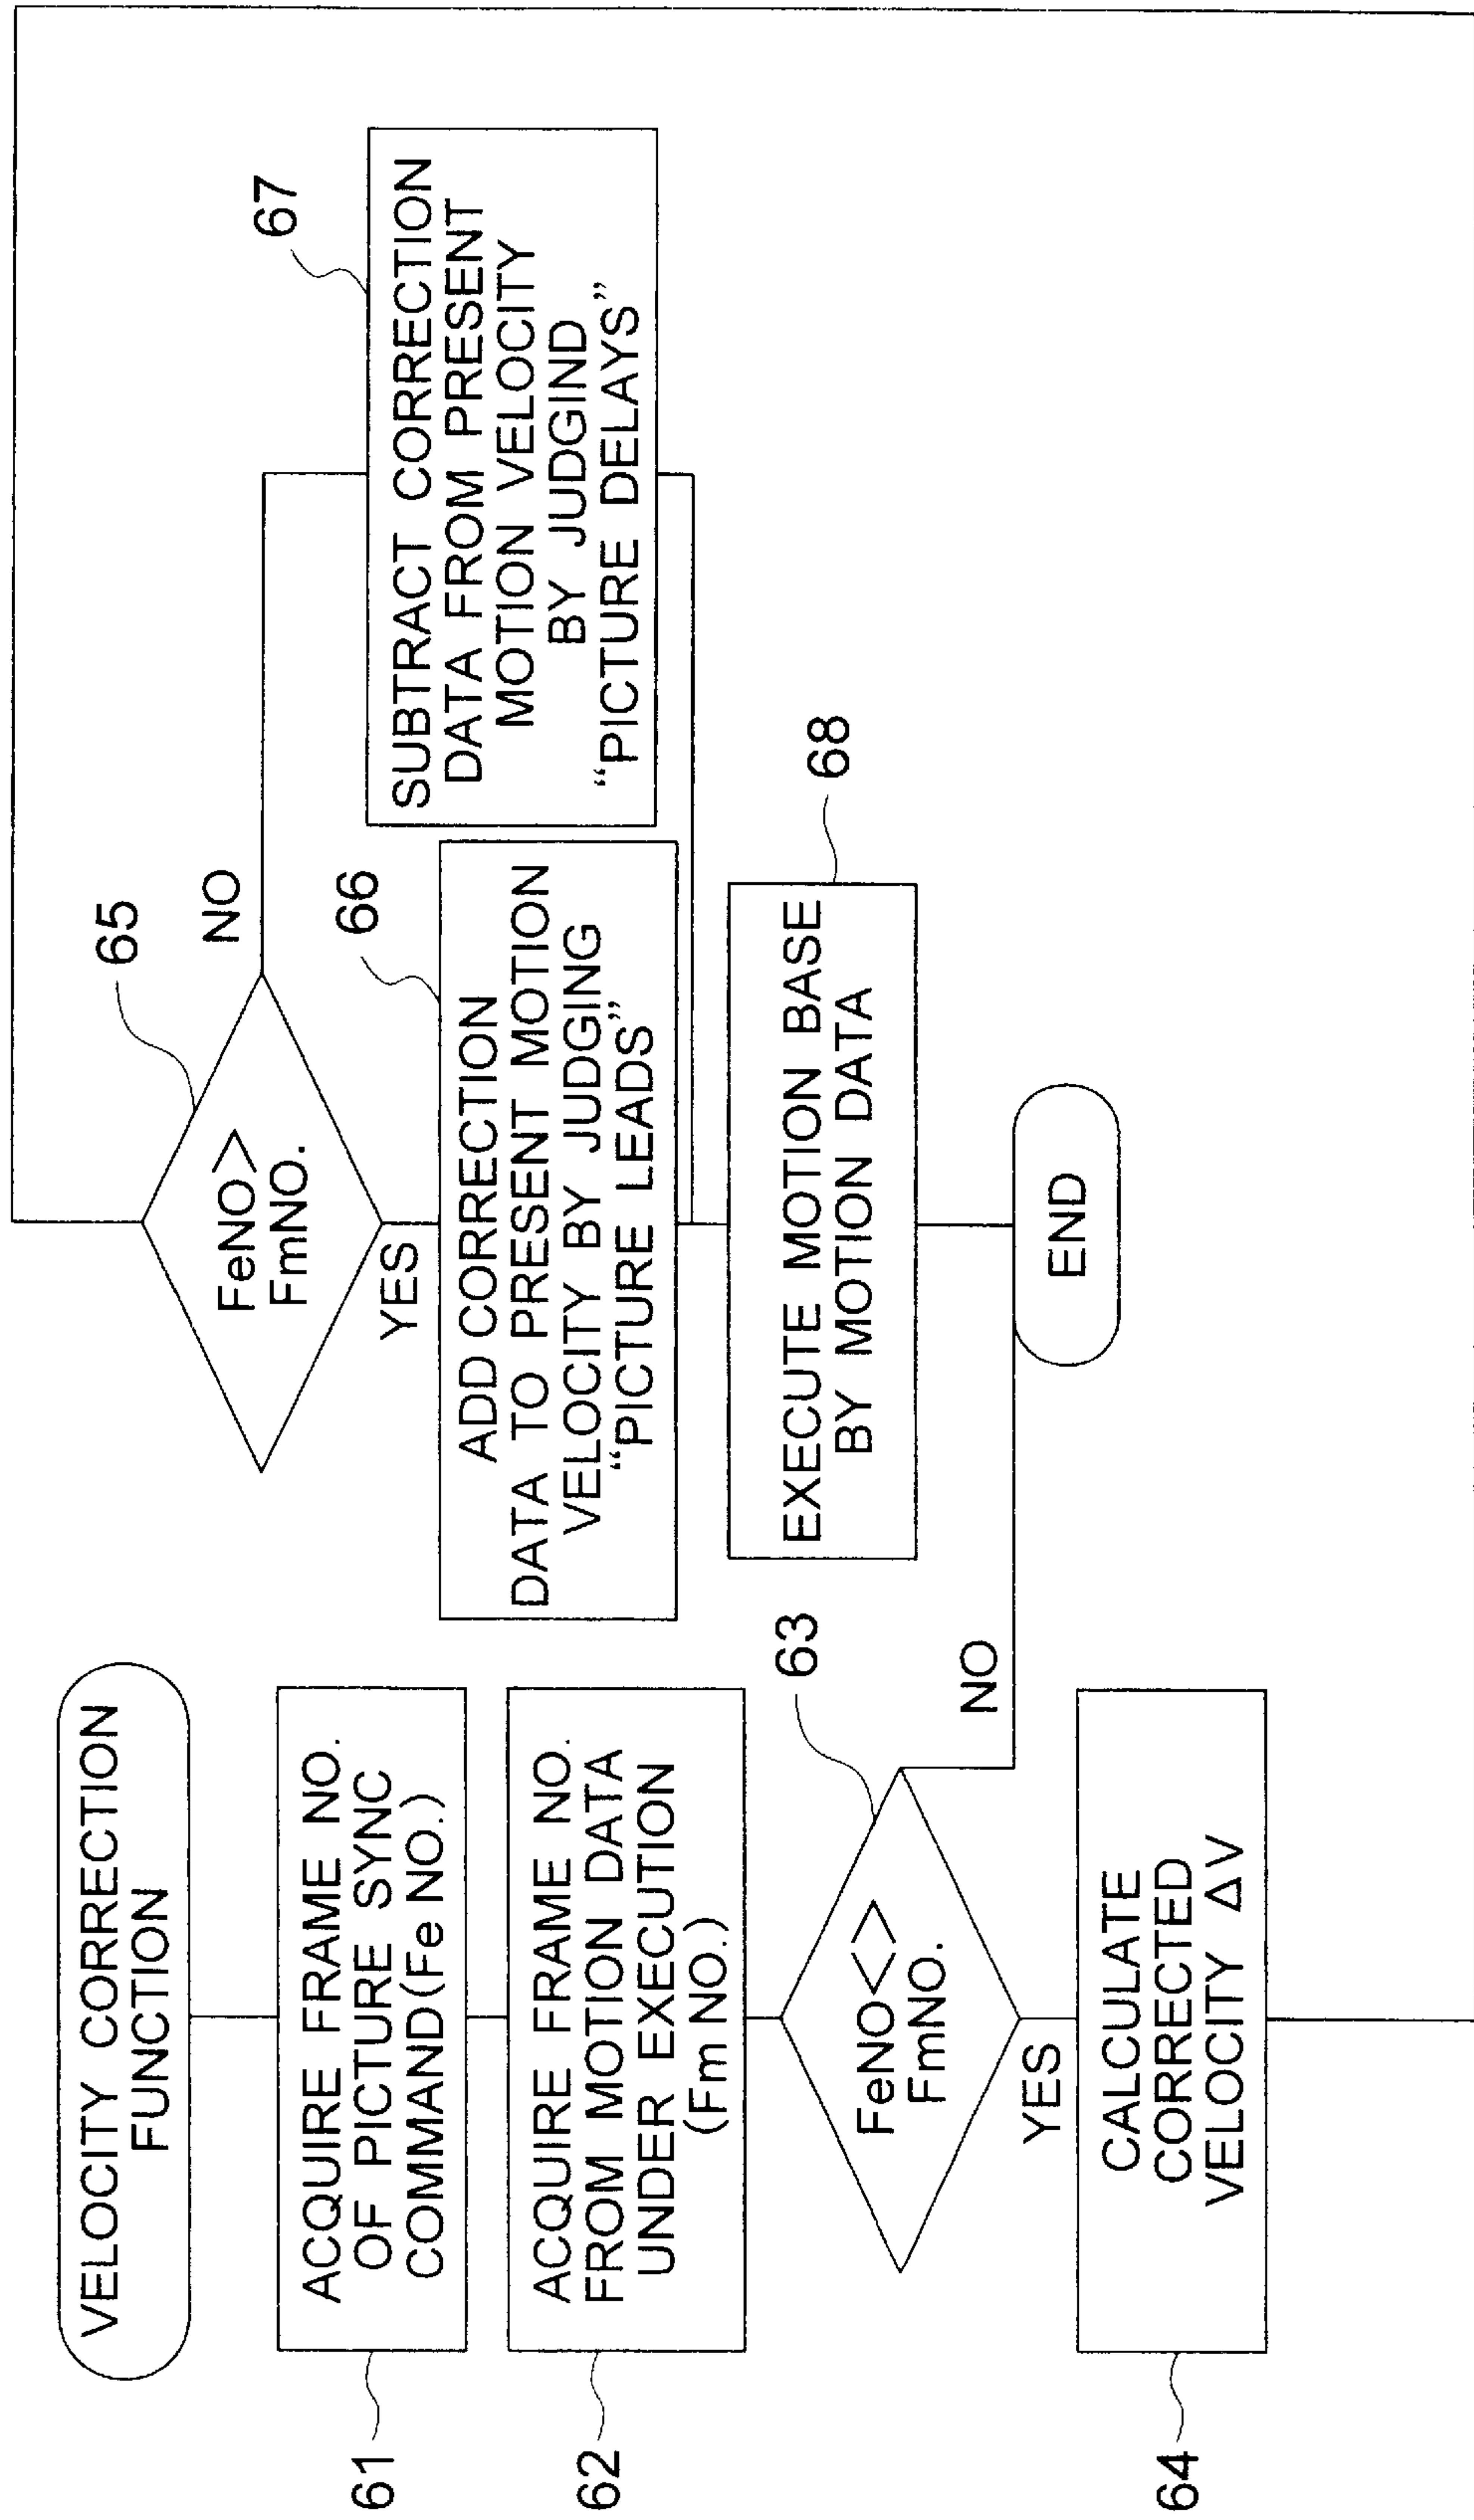 VELOCITY CORRECTION
FUNCTION
61
ACQUIRE FRAME NO.
OF PICTURE SYNC
COMMAND(Fe NO.)
62
ACQUIRE FRAME NO.
FROM MOTION DATA
UNDER EXECUTION
(Fm NO.)
63
FeNO<>
FmNO.
NO
YES
64
CALCULATE
CORRECTED
VELOCITY ΔV
65
FeNO>
FmNO.
NO
YES
66
ADD CORRECTION
DATA TO PRESENT MOTION
VELOCITY BY JUDGING
“PICTURE LEADS”
67
SUBTRACT CORRECTION
DATA FROM PRESENT
MOTION VELOCITY
BY JUDGIND
“PICTURE DELAYS”
68
EXECUTE MOTION BASE
BY MOTION DATA
END